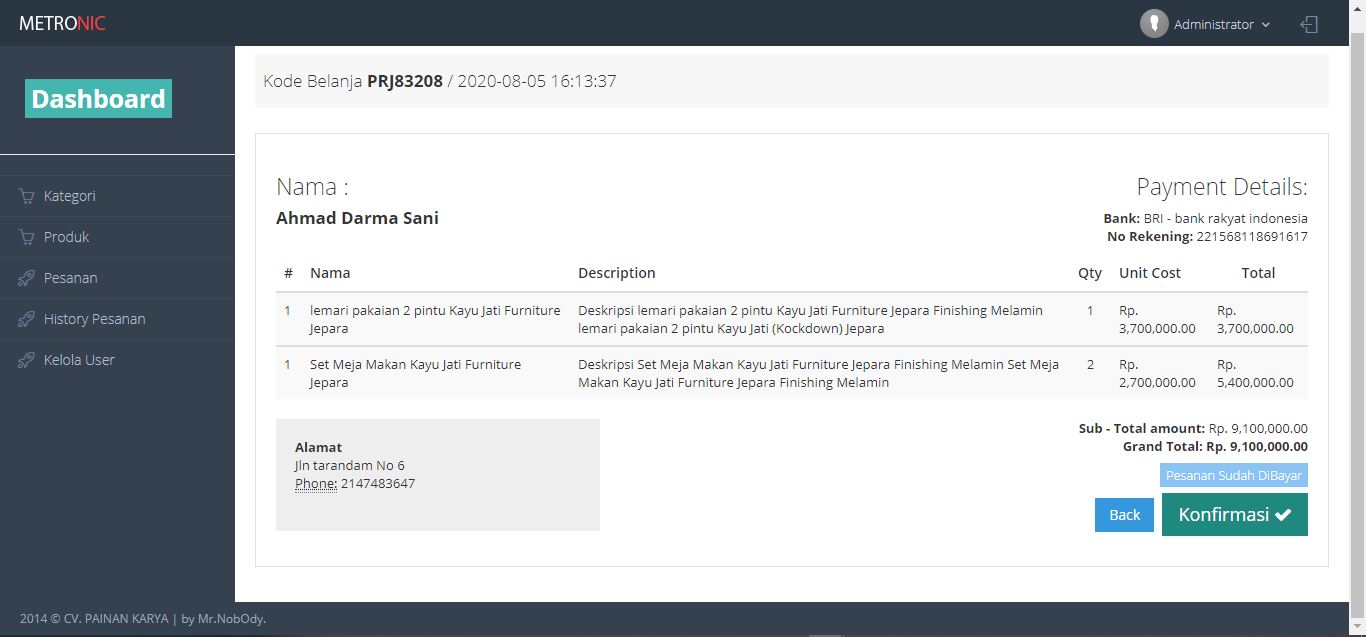 METRONIC
Administrator
Dashboard
Kategori
Produk
Pesanan
History Pesanan
Kelola User
Kode Belanja PRJ83208 / 2020-08-05 16:13:37
Nama :
Ahmad Darma Sani
Payment Details:
Bank: BRI - bank rakyat indonesia
No Rekening: 221568118691617
# Nama Description Qty Unit Cost Total
1 lemari pakaian 2 pintu Kayu Jati Furniture Deskripsi lemari pakaian 2 pintu Kayu Jati Furniture Jepara Finishing Melamin 1 Rp. Rp.
Jepara lemari pakaian 2 pintu Kayu Jati (Kockdown) Jepara 3,700,000.00 3,700,000.00
1 Set Meja Makan Kayu Jati Furniture Deskripsi Set Meja Makan Kayu Jati Furniture Jepara Finishing Melamin Set Meja 2 Rp. Rp.
Jepara Makan Kayu Jati Furniture Jepara Finishing Melamin 2,700,000.00 5,400,000.00
Alamat
Jln tarandam No 6
Phone: 2147483647
Sub - Total amount: Rp. 9,100,000.00
Grand Total: Rp. 9,100,000.00
Pesanan Sudah DiBayar
Back
Konfirmasi
2014 © CV. PAINAN KARYA | by Mr.NobOdy.